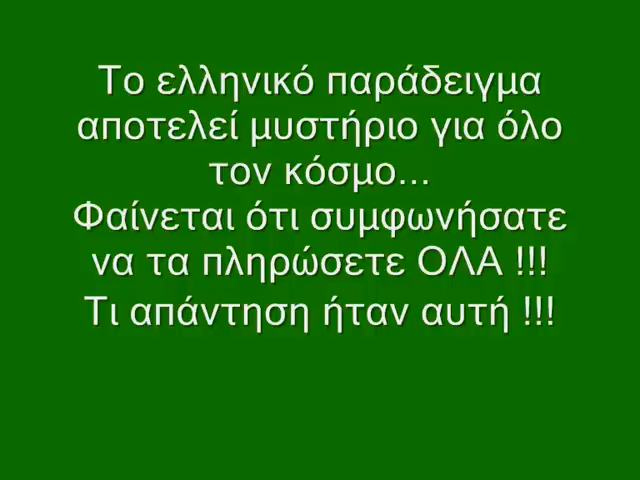 Το ελληνικό παράδειγμα
αποτελεί μυστήριο για όλο
τον κόσμο...
Φαίνεται ότι συμφωνήσατε
να τα πληρώσετε ΟΛΑ !!!
Τι απάντηση ήταν αυτή !!!